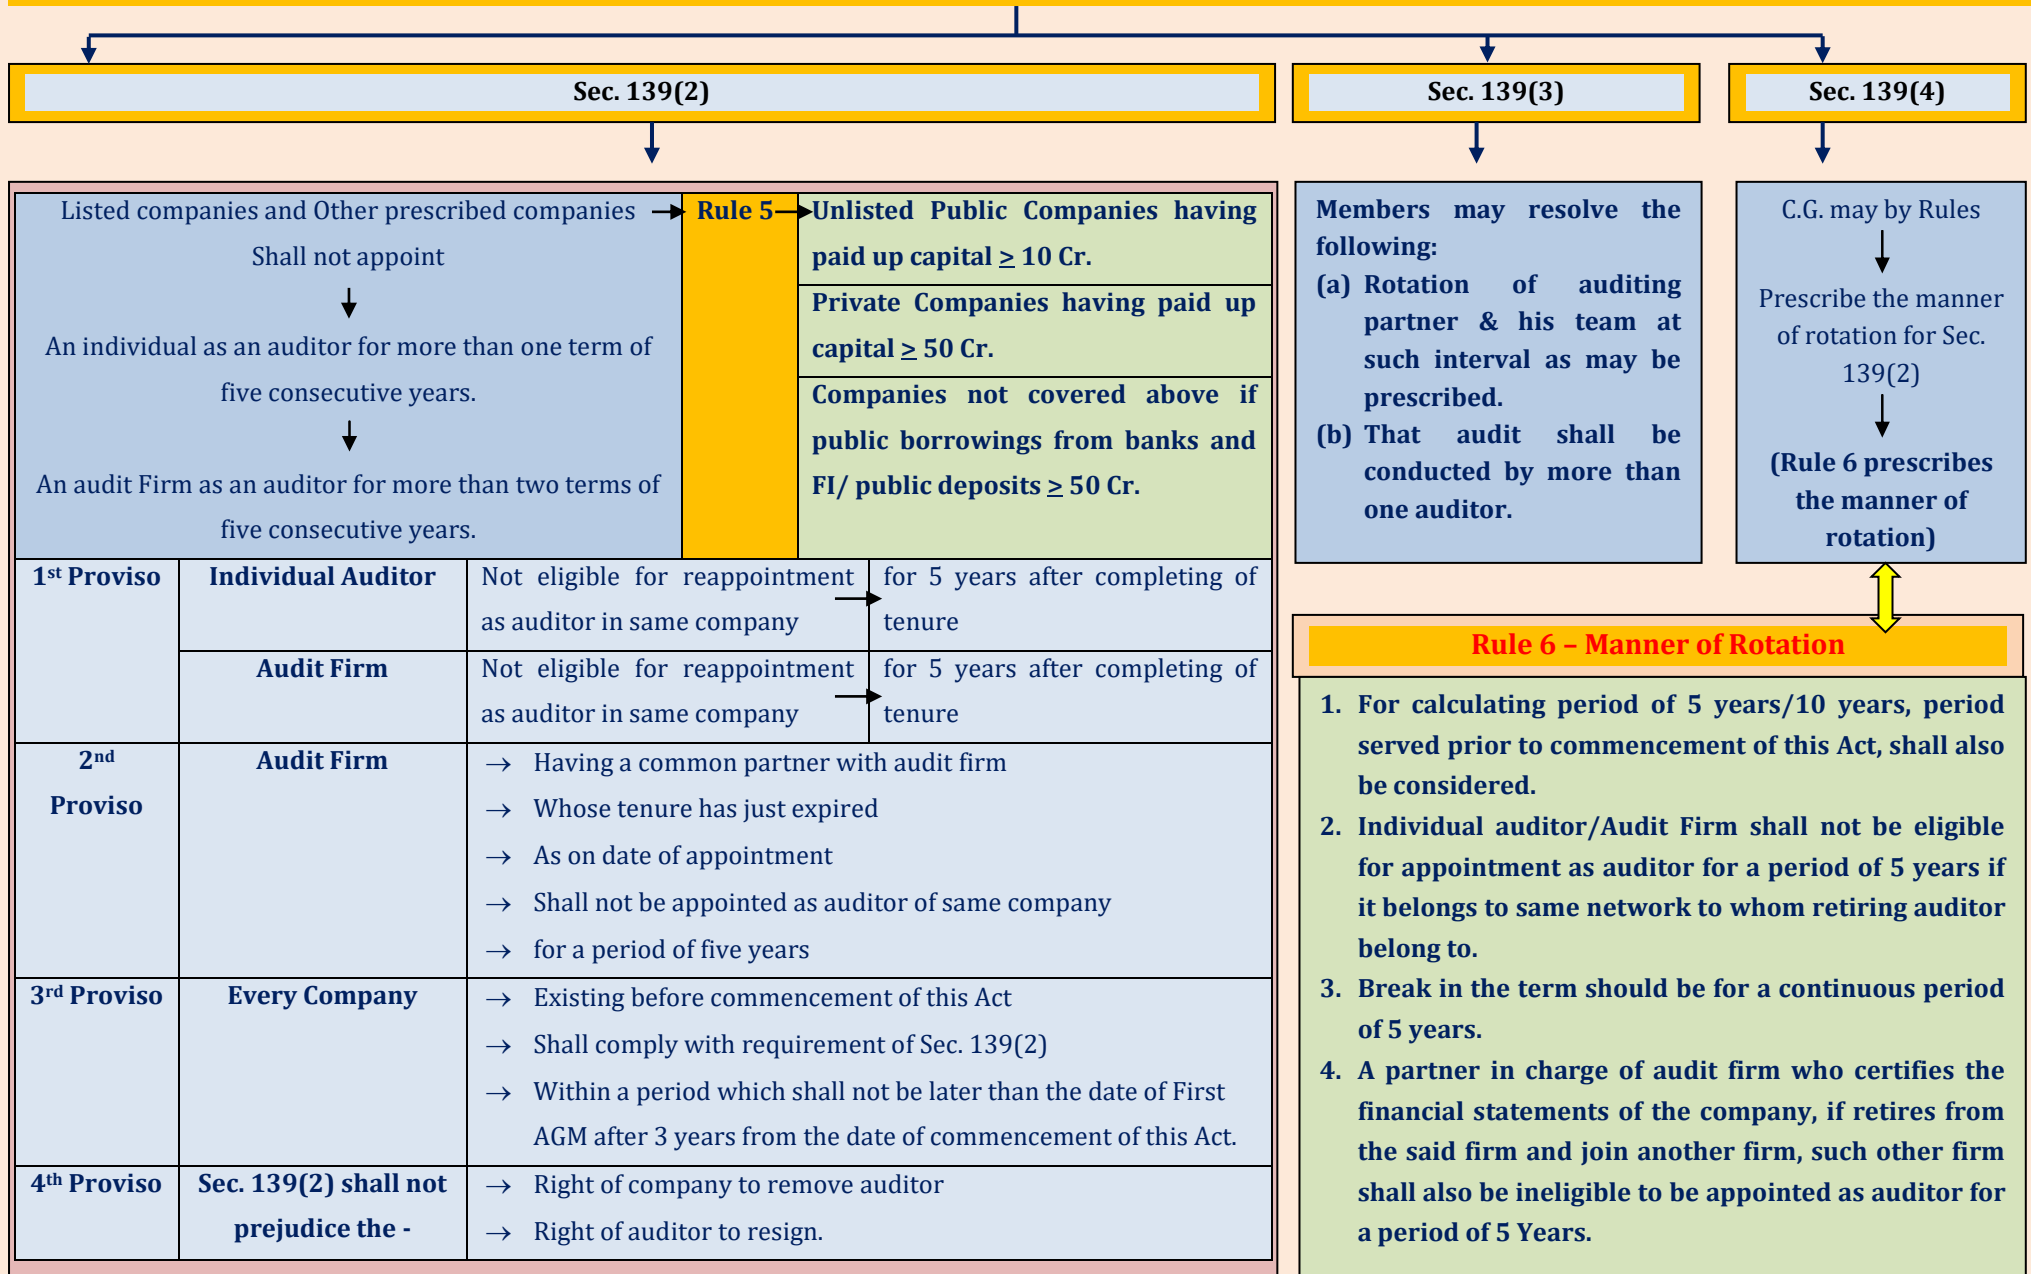 Sec. 139(2)
Sec. 139(3)
Sec. 139(4)
Listed companies and Other prescribed companies
Shall not appoint
An individual as an auditor for more than one term of
five consecutive years.
An audit Firm as an auditor for more than two terms of
five consecutive years.
Rule 5
Unlisted Public Companies having
paid up capital ≥ 10 Cr.
Private Companies having paid up
capital ≥ 50 Cr.
Companies not covered above if
public borrowings from banks and
FI/ public deposits ≥ 50 Cr.
1st Proviso
Individual Auditor
Not eligible for reappointment
as auditor in same company
for 5 years after completing of
tenure
Audit Firm
Not eligible for reappointment
as auditor in same company
for 5 years after completing of
tenure
2nd
Proviso
Audit Firm
→ Having a common partner with audit firm
→ Whose tenure has just expired
→ As on date of appointment
→ Shall not be appointed as auditor of same company
→ for a period of five years
3rd Proviso
Every Company
→ Existing before commencement of this Act
→ Shall comply with requirement of Sec. 139(2)
→ Within a period which shall not be later than the date of First
AGM after 3 years from the date of commencement of this Act.
4th Proviso
Sec. 139(2) shall not
prejudice the -
→ Right of company to remove auditor
→ Right of auditor to resign.
Members may resolve the
following:
(a) Rotation of auditing
partner & his team at
such interval as may be
prescribed.
(b) That audit shall be
conducted by more than
one auditor.
C.G. may by Rules
Prescribe the manner
of rotation for Sec.
139(2)
(Rule 6 prescribes
the manner of
rotation)
Rule 6 – Manner of Rotation
1. For calculating period of 5 years/10 years, period
served prior to commencement of this Act, shall also
be considered.
2. Individual auditor/Audit Firm shall not be eligible
for appointment as auditor for a period of 5 years if
it belongs to same network to whom retiring auditor
belong to.
3. Break in the term should be for a continuous period
of 5 years.
4. A partner in charge of audit firm who certifies the
financial statements of the company, if retires from
the said firm and join another firm, such other firm
shall also be ineligible to be appointed as auditor for
a period of 5 Years.